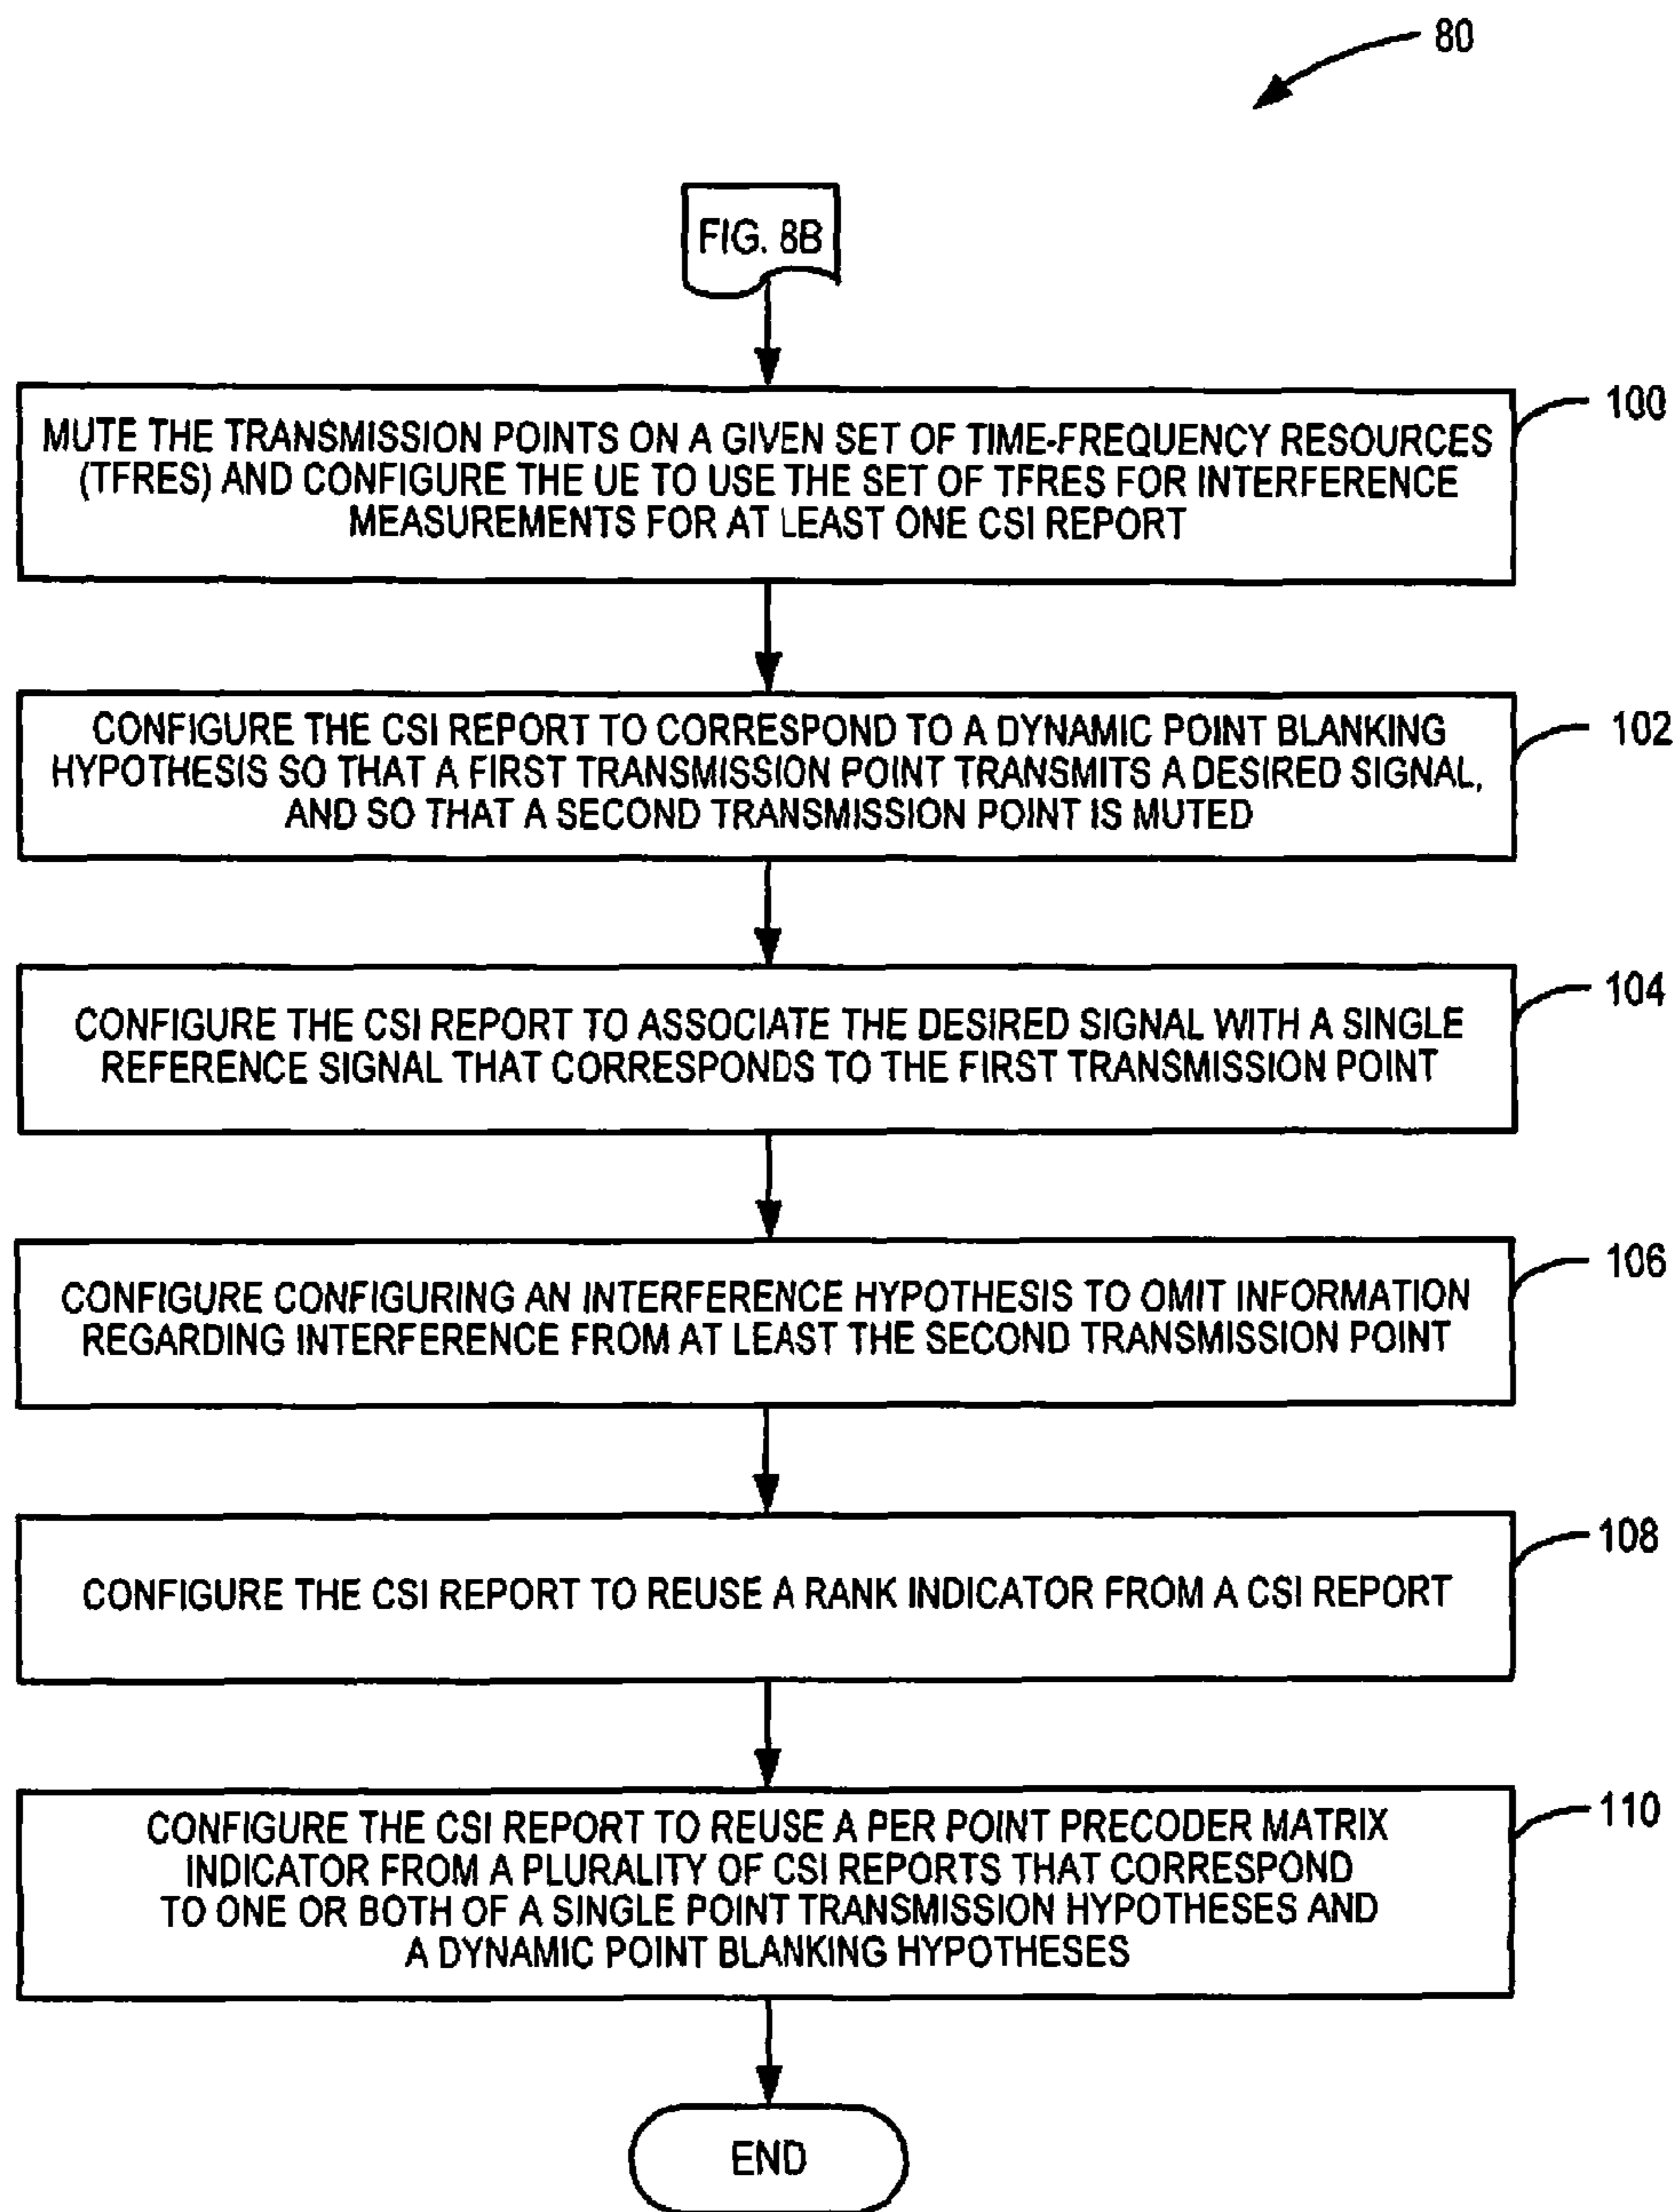 80
FIG. 8B
MUTE THE TRANSMISSION POINTS ON A GIVEN SET OF TIME-FREQUENCY RESOURCES
(TFRES) AND CONFIGURE THE UE TO USE THE SET OF TFRES FOR INTERFERENCE
MEASUREMENTS FOR AT LEAST ONE CSI REPORT
100
CONFIGURE THE CSI REPORT TO CORRESPOND TO A DYNAMIC POINT BLANKING
HYPOTHESIS SO THAT A FIRST TRANSMISSION POINT TRANSMITS A DESIRED SIGNAL,
AND SO THAT A SECOND TRANSMISSION POINT IS MUTED
102
CONFIGURE THE CSI REPORT TO ASSOCIATE THE DESIRED SIGNAL WITH A SINGLE
REFERENCE SIGNAL THAT CORRESPONDS TO THE FIRST TRANSMISSION POINT
104
CONFIGURE CONFIGURING AN INTERFERENCE HYPOTHESIS TO OMIT INFORMATION
REGARDING INTERFERENCE FROM AT LEAST THE SECOND TRANSMISSION POINT
106
CONFIGURE THE CSI REPORT TO REUSE A RANK INDICATOR FROM A CSI REPORT
108
CONFIGURE THE CSI REPORT TO REUSE A PER POINT PRECODER MATRIX
INDICATOR FROM A PLURALITY OF CSI REPORTS THAT CORRESPOND
TO ONE OR BOTH OF A SINGLE POINT TRANSMISSION HYPOTHESES AND
A DYNAMIC POINT BLANKING HYPOTHESES
110
END